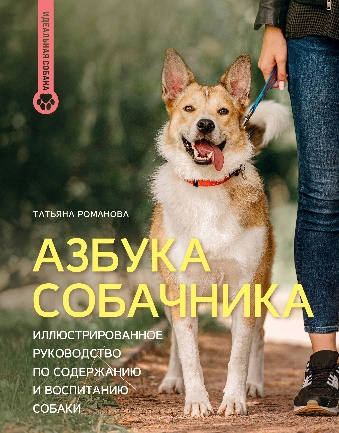 ИДЕАЛЬНАЯ СОБАКА
ТАТЬЯНА РОМАНОВА
АЗБУКА
СОБАЧНИКА
ИЛЛЮСТРИРОВАННОЕ
РУКОВОДСТВО
ПО СОДЕРЖАНИЮ
И ВОСПИТАНИЮ
СОБАКИ